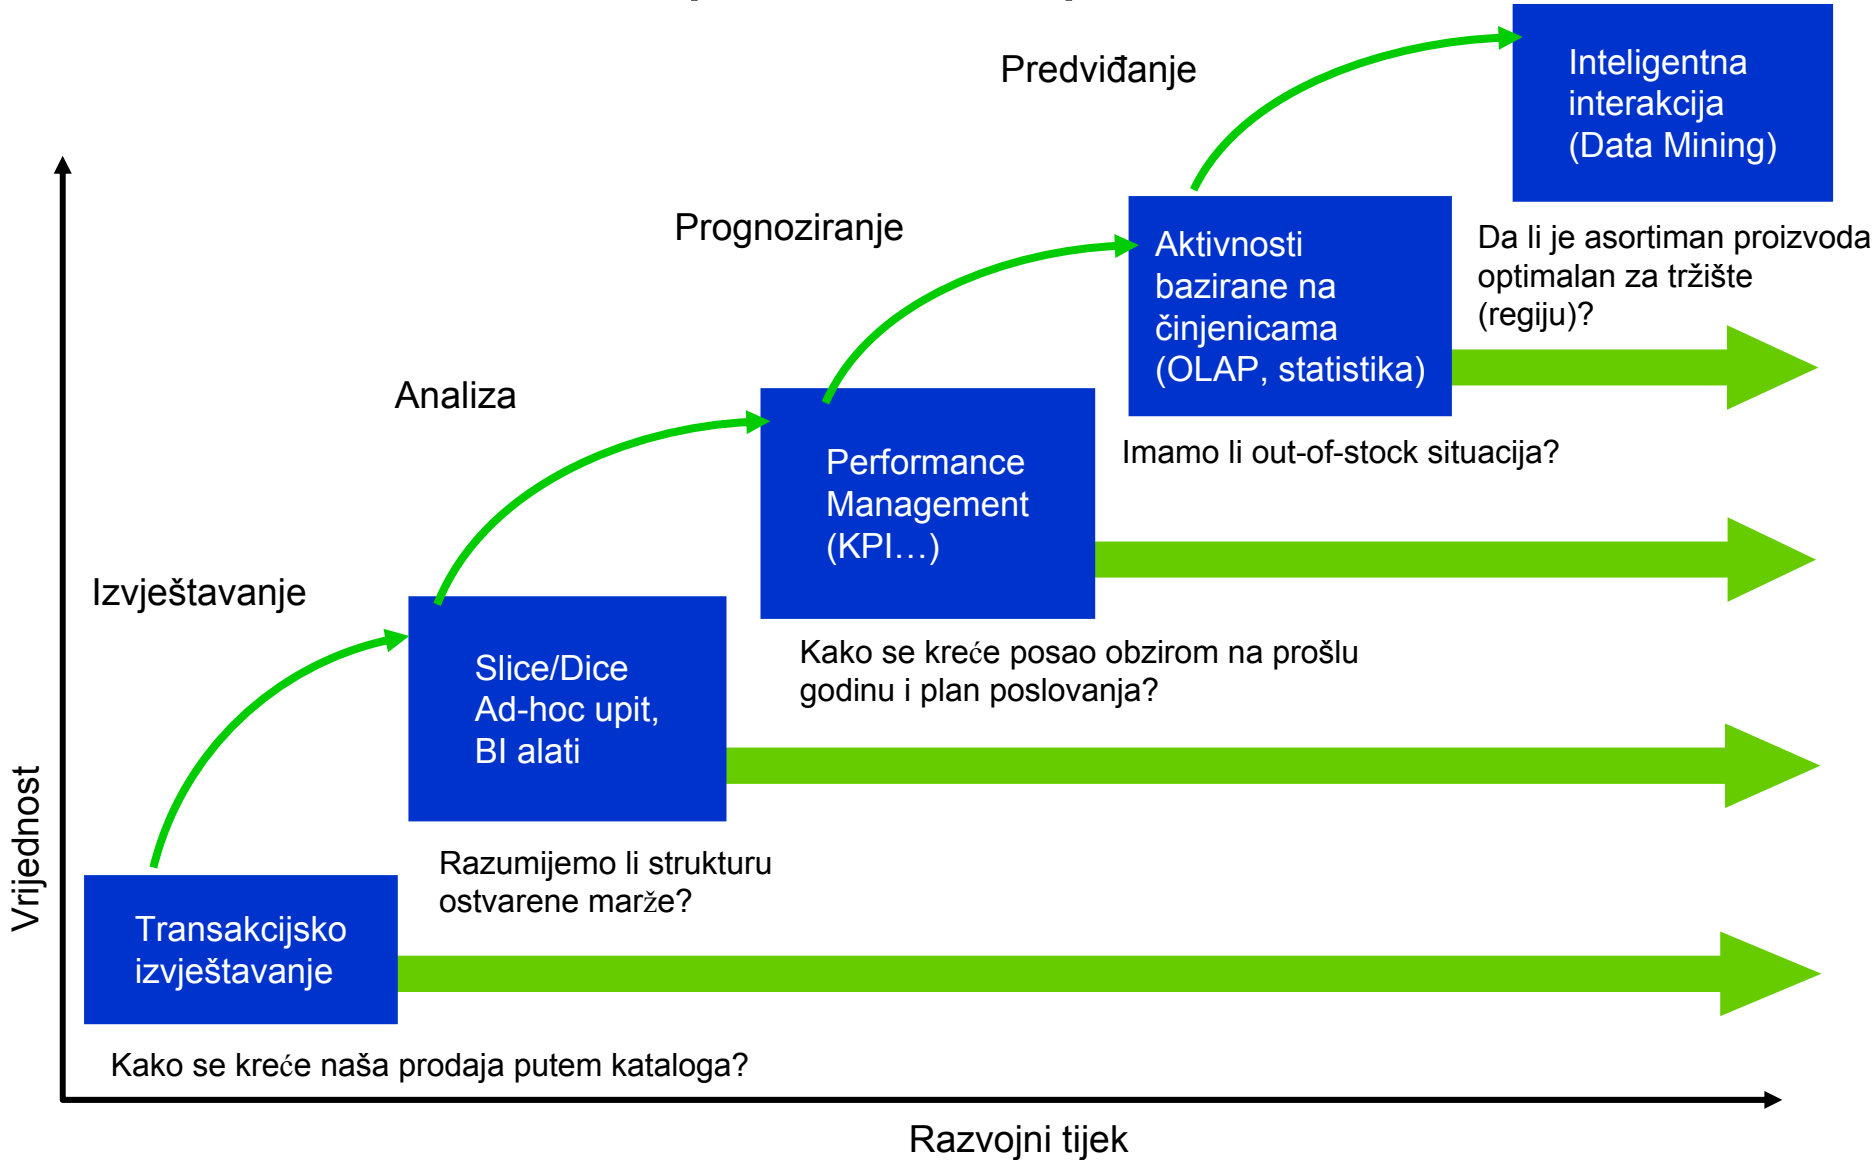 Predviđanje
Inteligentna
interakcija
(Data Mining)
Prognoziranje
Aktivnosti
bazirane na
činjenicama
(OLAP, statistika)
Da li je asortiman proizvoda
optimalan za tržište
(regiju)?
Analiza
Performance
Management
(KPI...)
Imamo li out-of-stock situacija?
Izvještavanje
Slice/Dice
Ad-hoc upit,
BI alati
Kako se kreće posao obzirom na prošlu
godinu i plan poslovanja?
Vrijednost
Transakcijsko
izvještavanje
Razumijemo li strukturu
ostvarene marže?
Kako se kreće naša prodaja putem kataloga?
Razvojni tijek